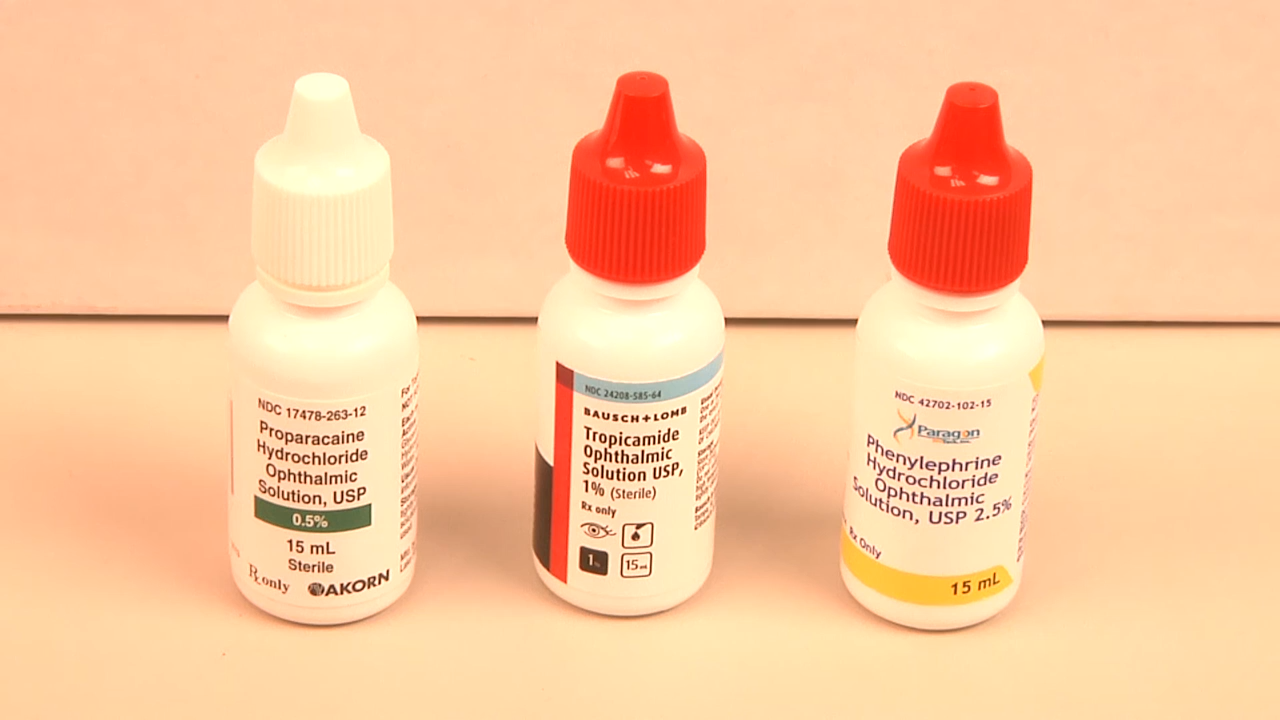 NDC 17478-263-12
Proparacaine
Hydrochloride
Ophthalmic
Solution, USP
0.5%
15 mL
Sterile
Rx only
AKORN
NDC 24208-585-64
BAUSCH+LOMB
Tropicamide
Ophthalmic
Solution USP,
1% (Sterile)
Rx only
1%
15 mL
NDC 42702-102-15
Paragon
Phenylephrine
Hydrochloride
Ophthalmic
Solution, USP 2.5%
Rx Only
15 mL